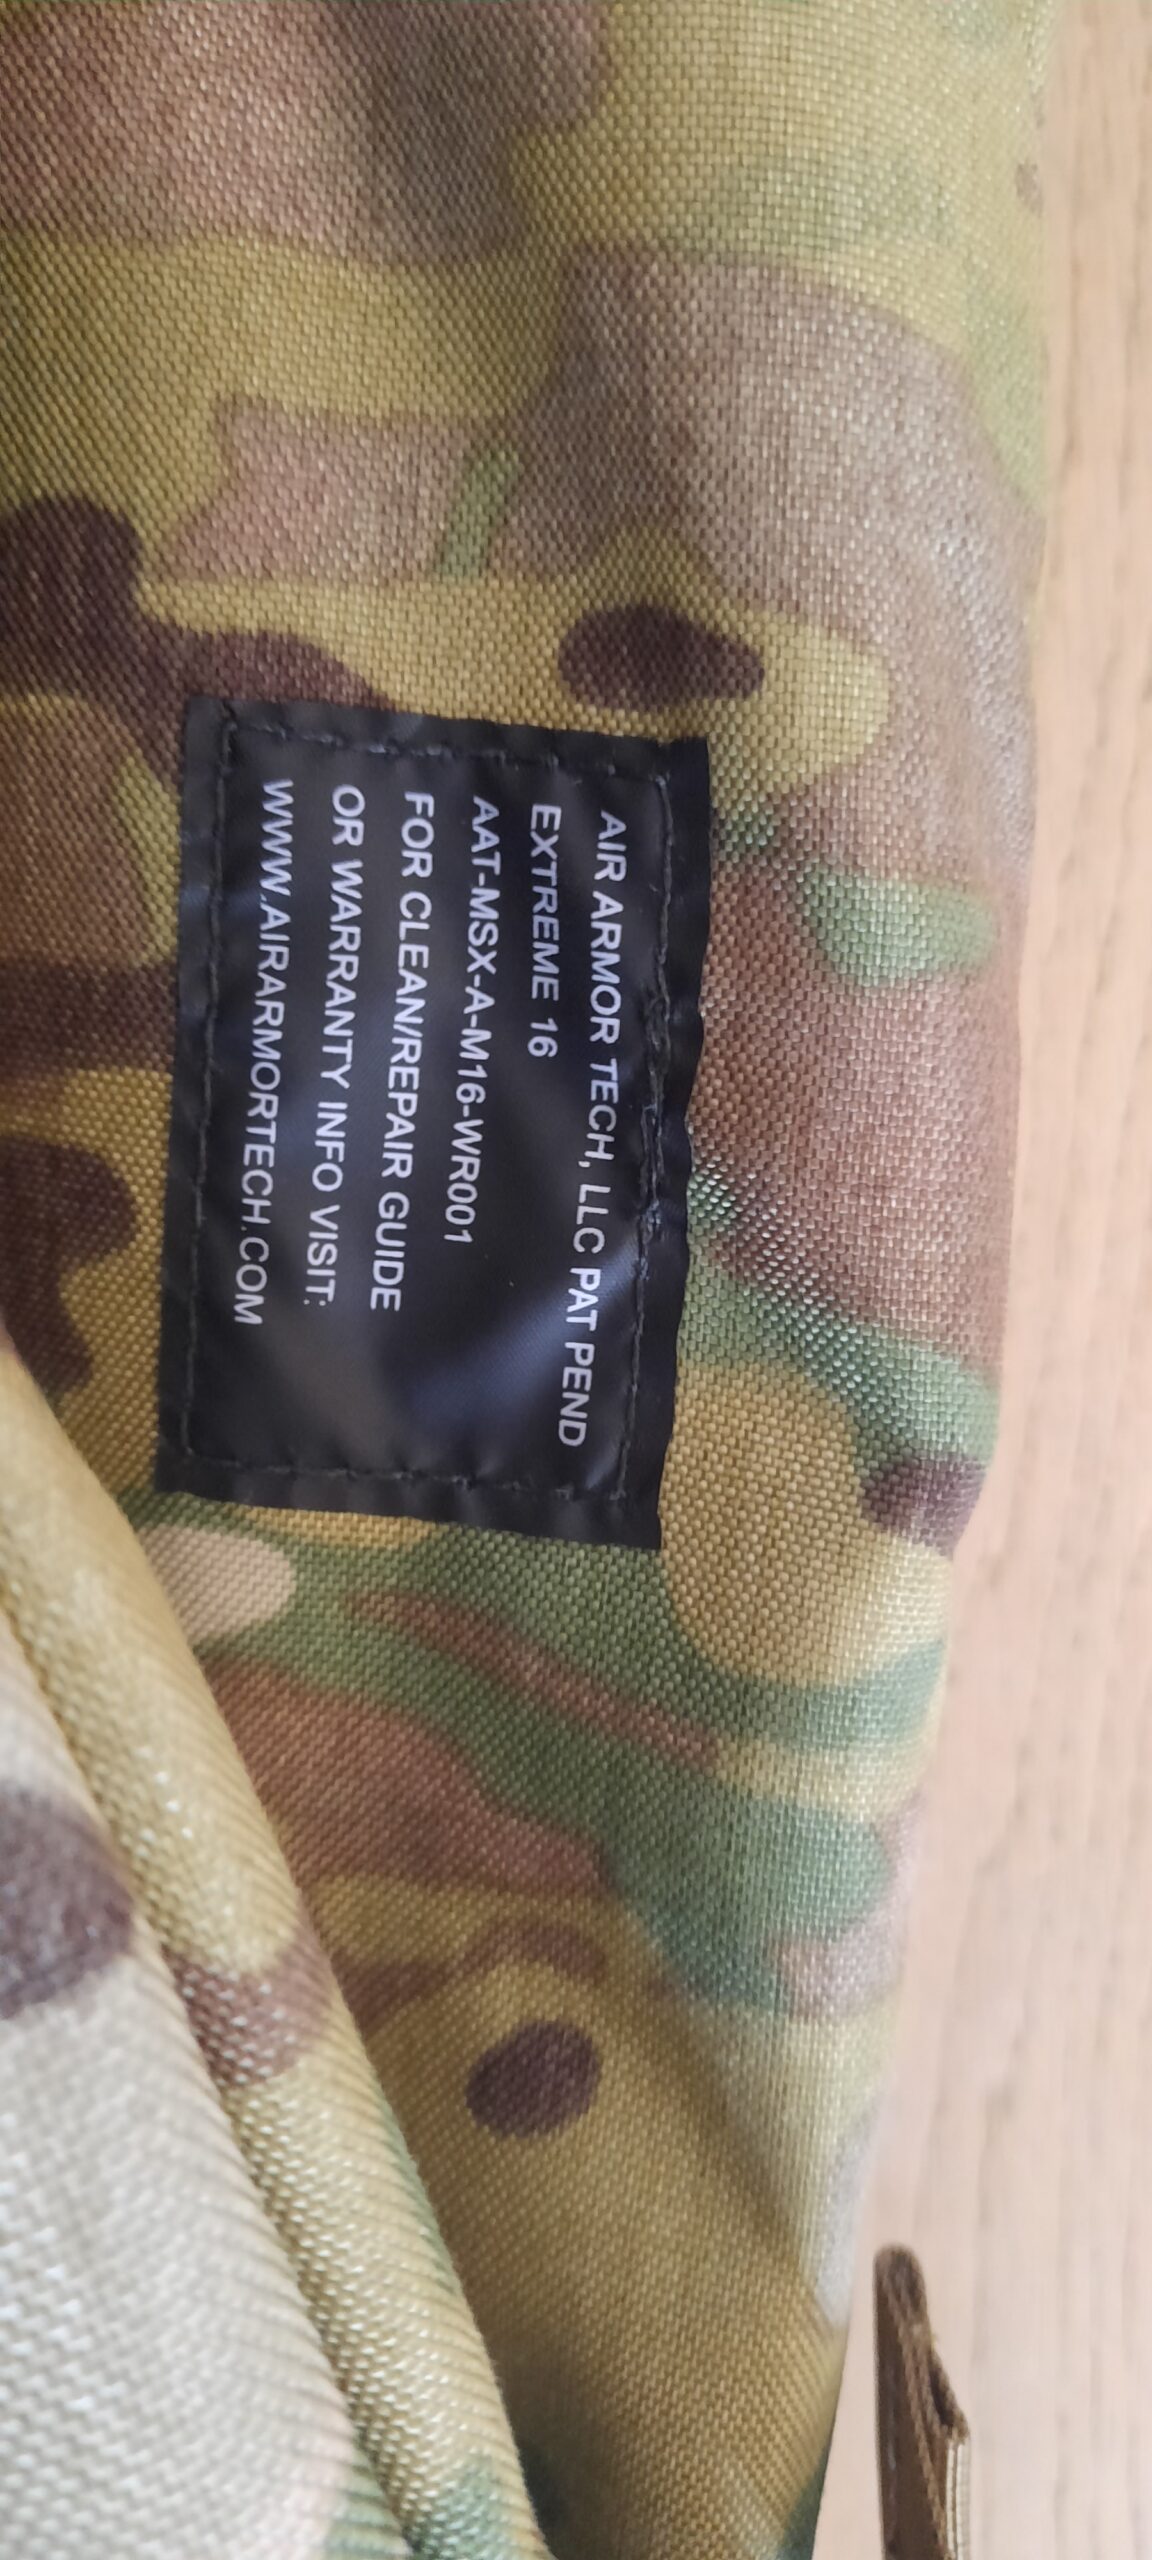 AIR ARMOR TECH, LLC PAT PEND
EXTREME 16
AAT-MSX-A-M16-WR001
FOR CLEAN/REPAIR GUIDE
OR WARRANTY INFO VISIT:
WWW.AIRARMORTECH.COM